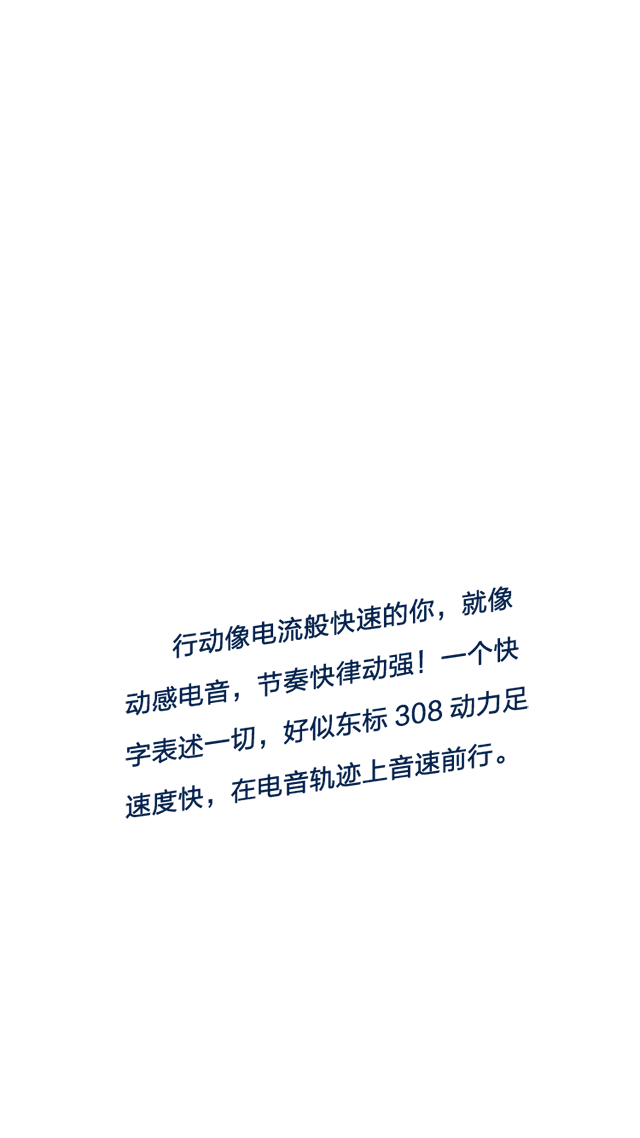 行动像电流般快速的你，就像
动感电音，节奏快律动强！一个快
字表述一切，好似东标 308 动力足
速度快，在电音轨迹上音速前行。